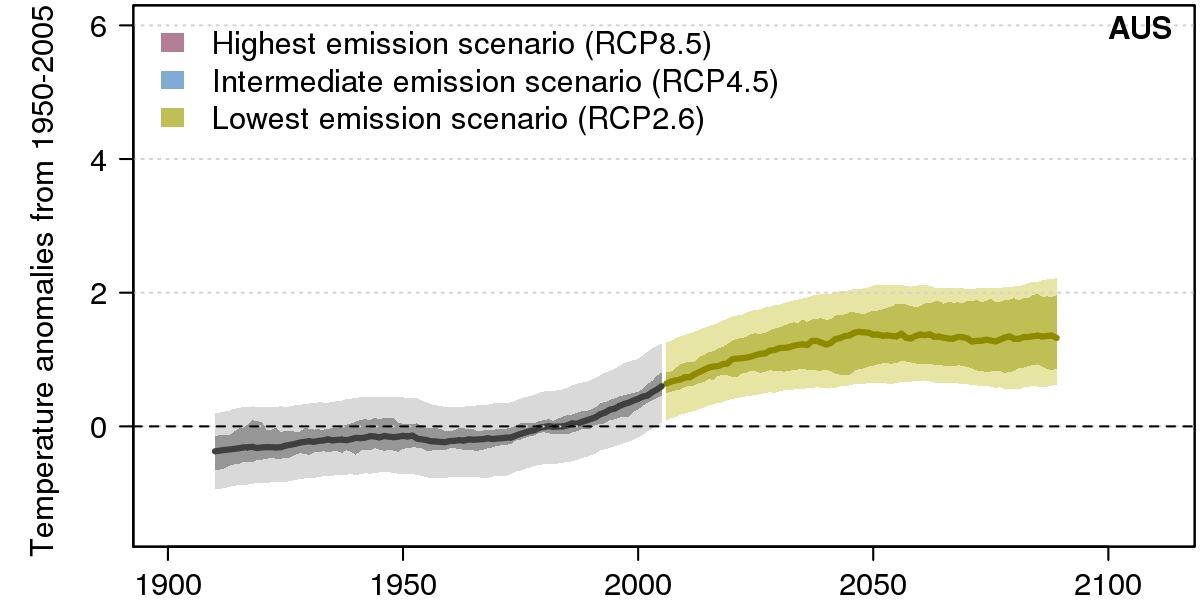 Temperature anomalies from 1950-2005
6
4
2
0
AUS
Highest emission scenario (RCP8.5)
Intermediate emission scenario (RCP4.5)
Lowest emission scenario (RCP2.6)
1900
1950
2000
2050
2100